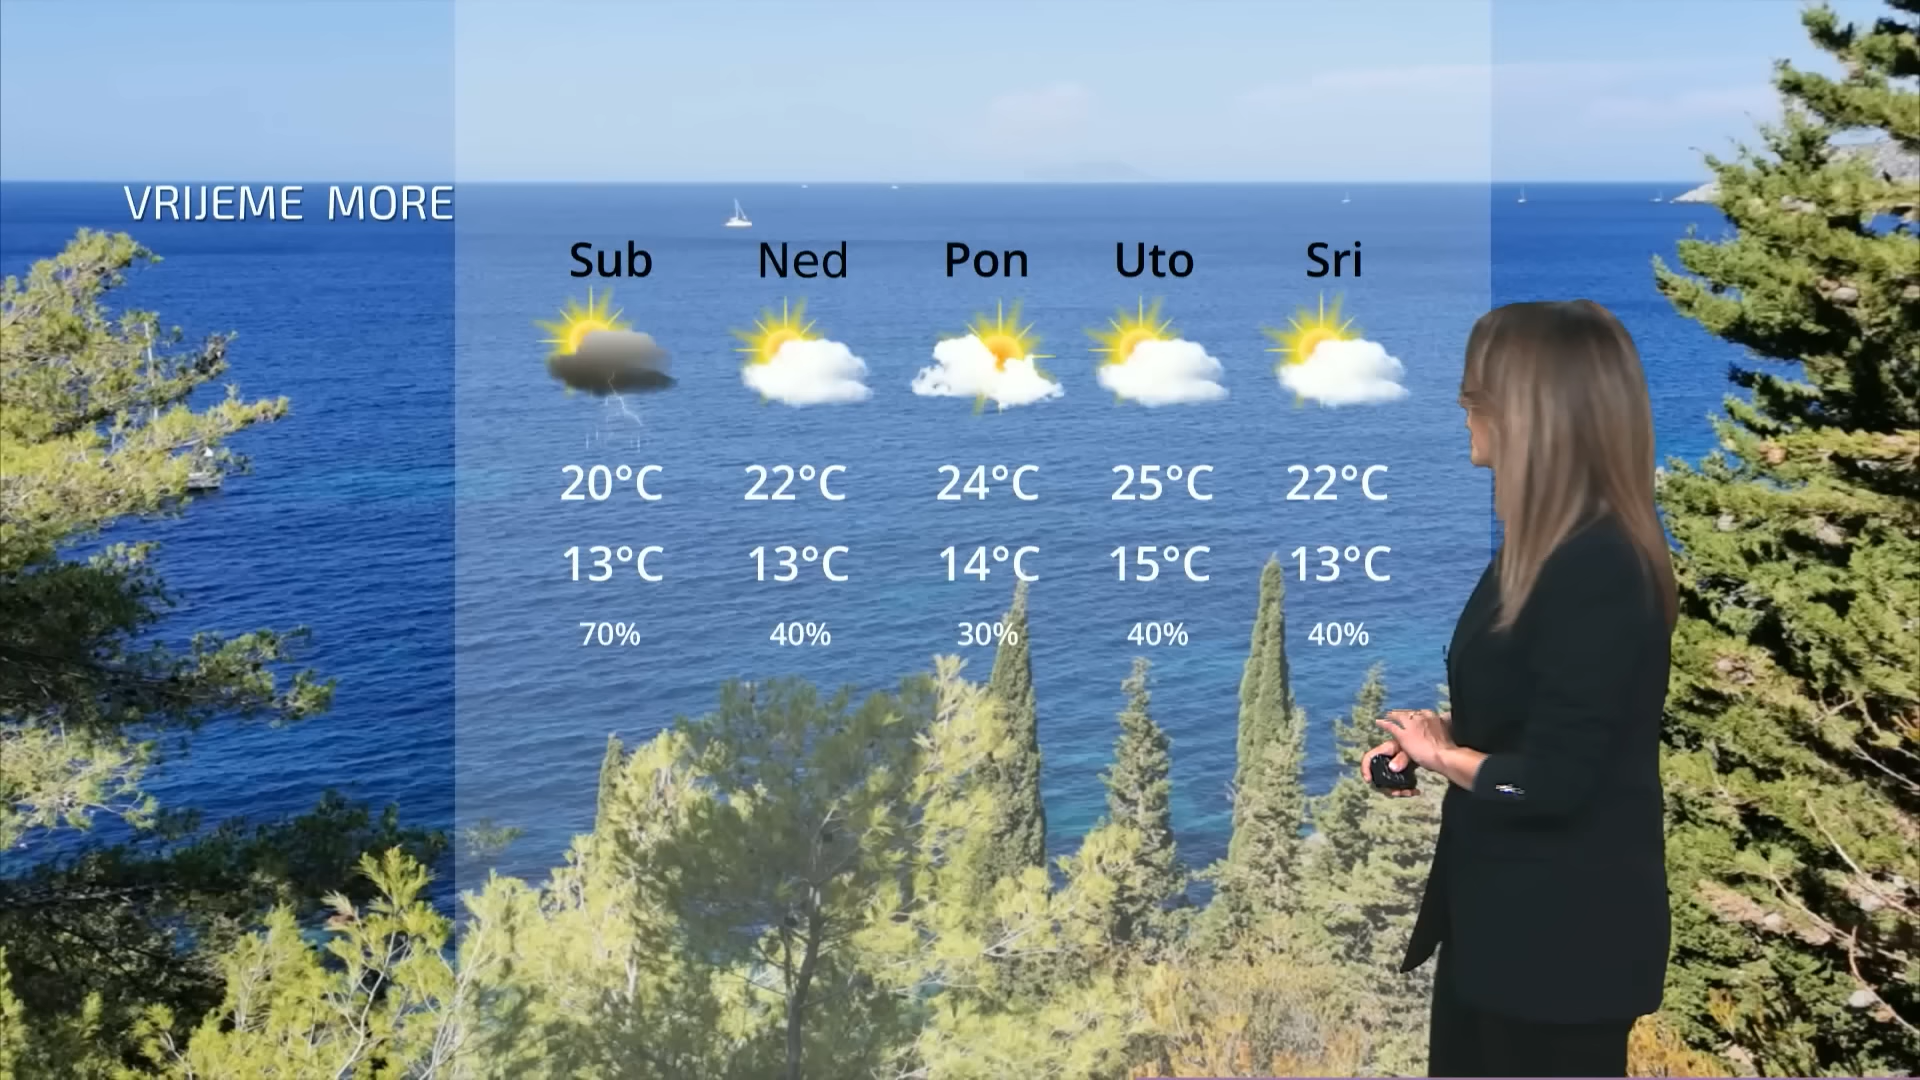 VRIJEME MORE
Sub Ned Pon Uto Sri
20°C 22°C 24°C 25°C 22°C
13°C 13°C 14°C 15°C 13°C
70% 40% 30% 40% 40%